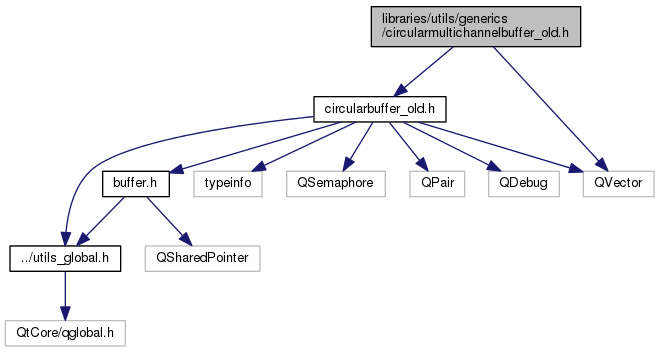 libraries/utils/generics
/circularmultichannelbuffer_old.h
circularbuffer_old.h
buffer.h
typeinfo
QSemaphore
QPair
QDebug
QVector
../utils_global.h
QSharedPointer
QtCore/qglobal.h